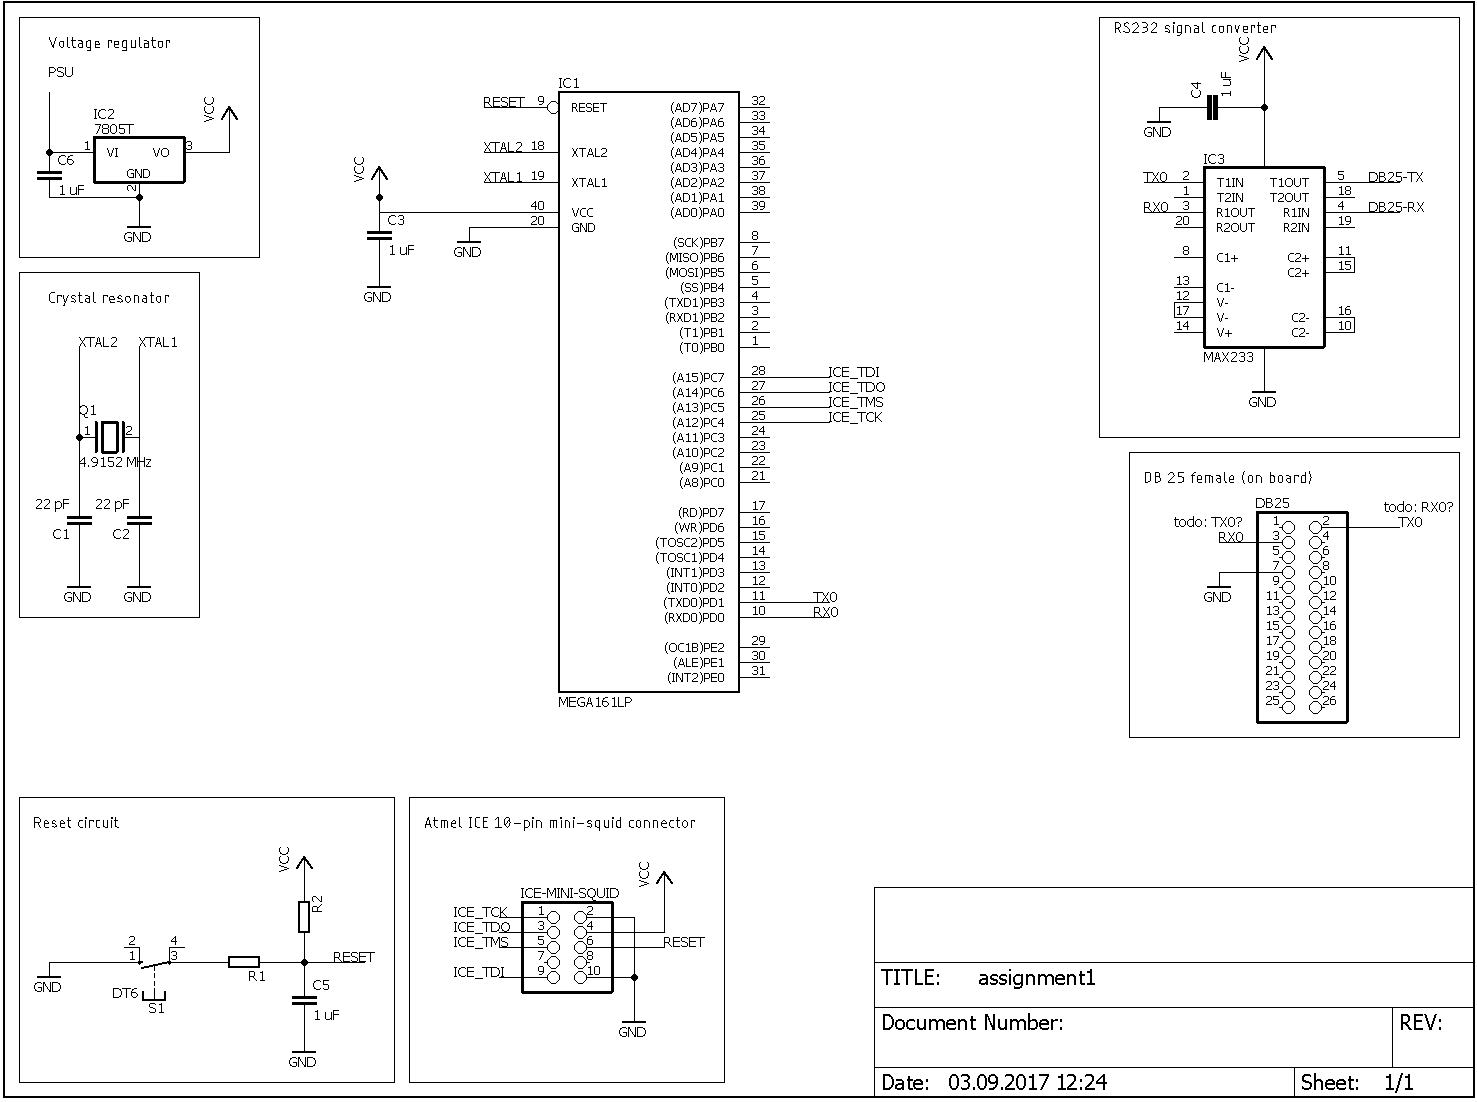 Voltage regulator
PSU
IC2
7805T
1 VI VO 3
GND
2
C6
1 uF
VCC
GND
Crystal resonator
XTAL2 XTAL1
Q1
1 2
4.9152 MHz
22 pF 22 pF
C1 C2
GND GND
VCC
C3
1 uF
GND
GND
IC1
RESET 9 RESET
XTAL2 18 XTAL2
XTAL1 19 XTAL1
40 VCC
20 GND
(AD7)PA7 32
(AD6)PA6 33
(AD5)PA5 34
(AD4)PA4 35
(AD3)PA3 36
(AD2)PA2 37
(AD1)PA1 38
(AD0)PA0 39
(SCK)PB7 8
(MISO)PB6 7
(MOSI)PB5 6
(SS)PB4 5
(TXD1)PB3 4
(RXD1)PB2 3
(T1)PB1 2
(T0)PB0 1
(A15)PC7 28 ICE_TDI
(A14)PC6 27 ICE_TDO
(A13)PC5 26 ICE_TMS
(A12)PC4 25 ICE_TCK
(A11)PC3 24
(A10)PC2 23
(A9)PC1 22
(A8)PC0 21
(RD)PD7 17
(WR)PD6 16
(TOSC2)PD5 15
(TOSC1)PD4 14
(INT1)PD3 13
(INT0)PD2 12
(TXD0)PD1 11 TX0
(RXD0)PD0 10 RX0
(OC1B)PE2 29
(ALE)PE1 30
(INT2)PE0 31
MEGA161LP
RS232 signal converter
VCC
C4
1 uF
GND
IC3
TX0 2 T1IN T1OUT 5 DB25-TX
1 T2IN T2OUT 18
RX0 3 R1OUT R1IN 4 DB25-RX
20 R2OUT R2IN 19
8 C1+ C2+ 11
C2+ 15
13 C1-
12 V-
17 V- C2- 16
14 V+ C2- 10
MAX233
GND
DB 25 female (on board)
DB25
todo: RX0?
todo: TX0? 1 2 TX0
RX0 3 4
5 6
7 8
GND
9 10
11 12
13 14
15 16
17 18
19 20
21 22
23 24
25 26
Reset circuit
VCC
R2
2 4
1 3
RESET
R1
GND
DT6
S1
C5
1 uF
GND
Atmel ICE 10-pin mini-squid connector
VCC
ICE-MINI-SQUID
ICE_TCK 1 2
ICE_TDO 3 4
ICE_TMS 5 6 RESET
7 8
ICE_TDI 9 10
GND
TITLE: assignment1
Document Number:
REV:
Date: 03.09.2017 12:24
Sheet: 1/1